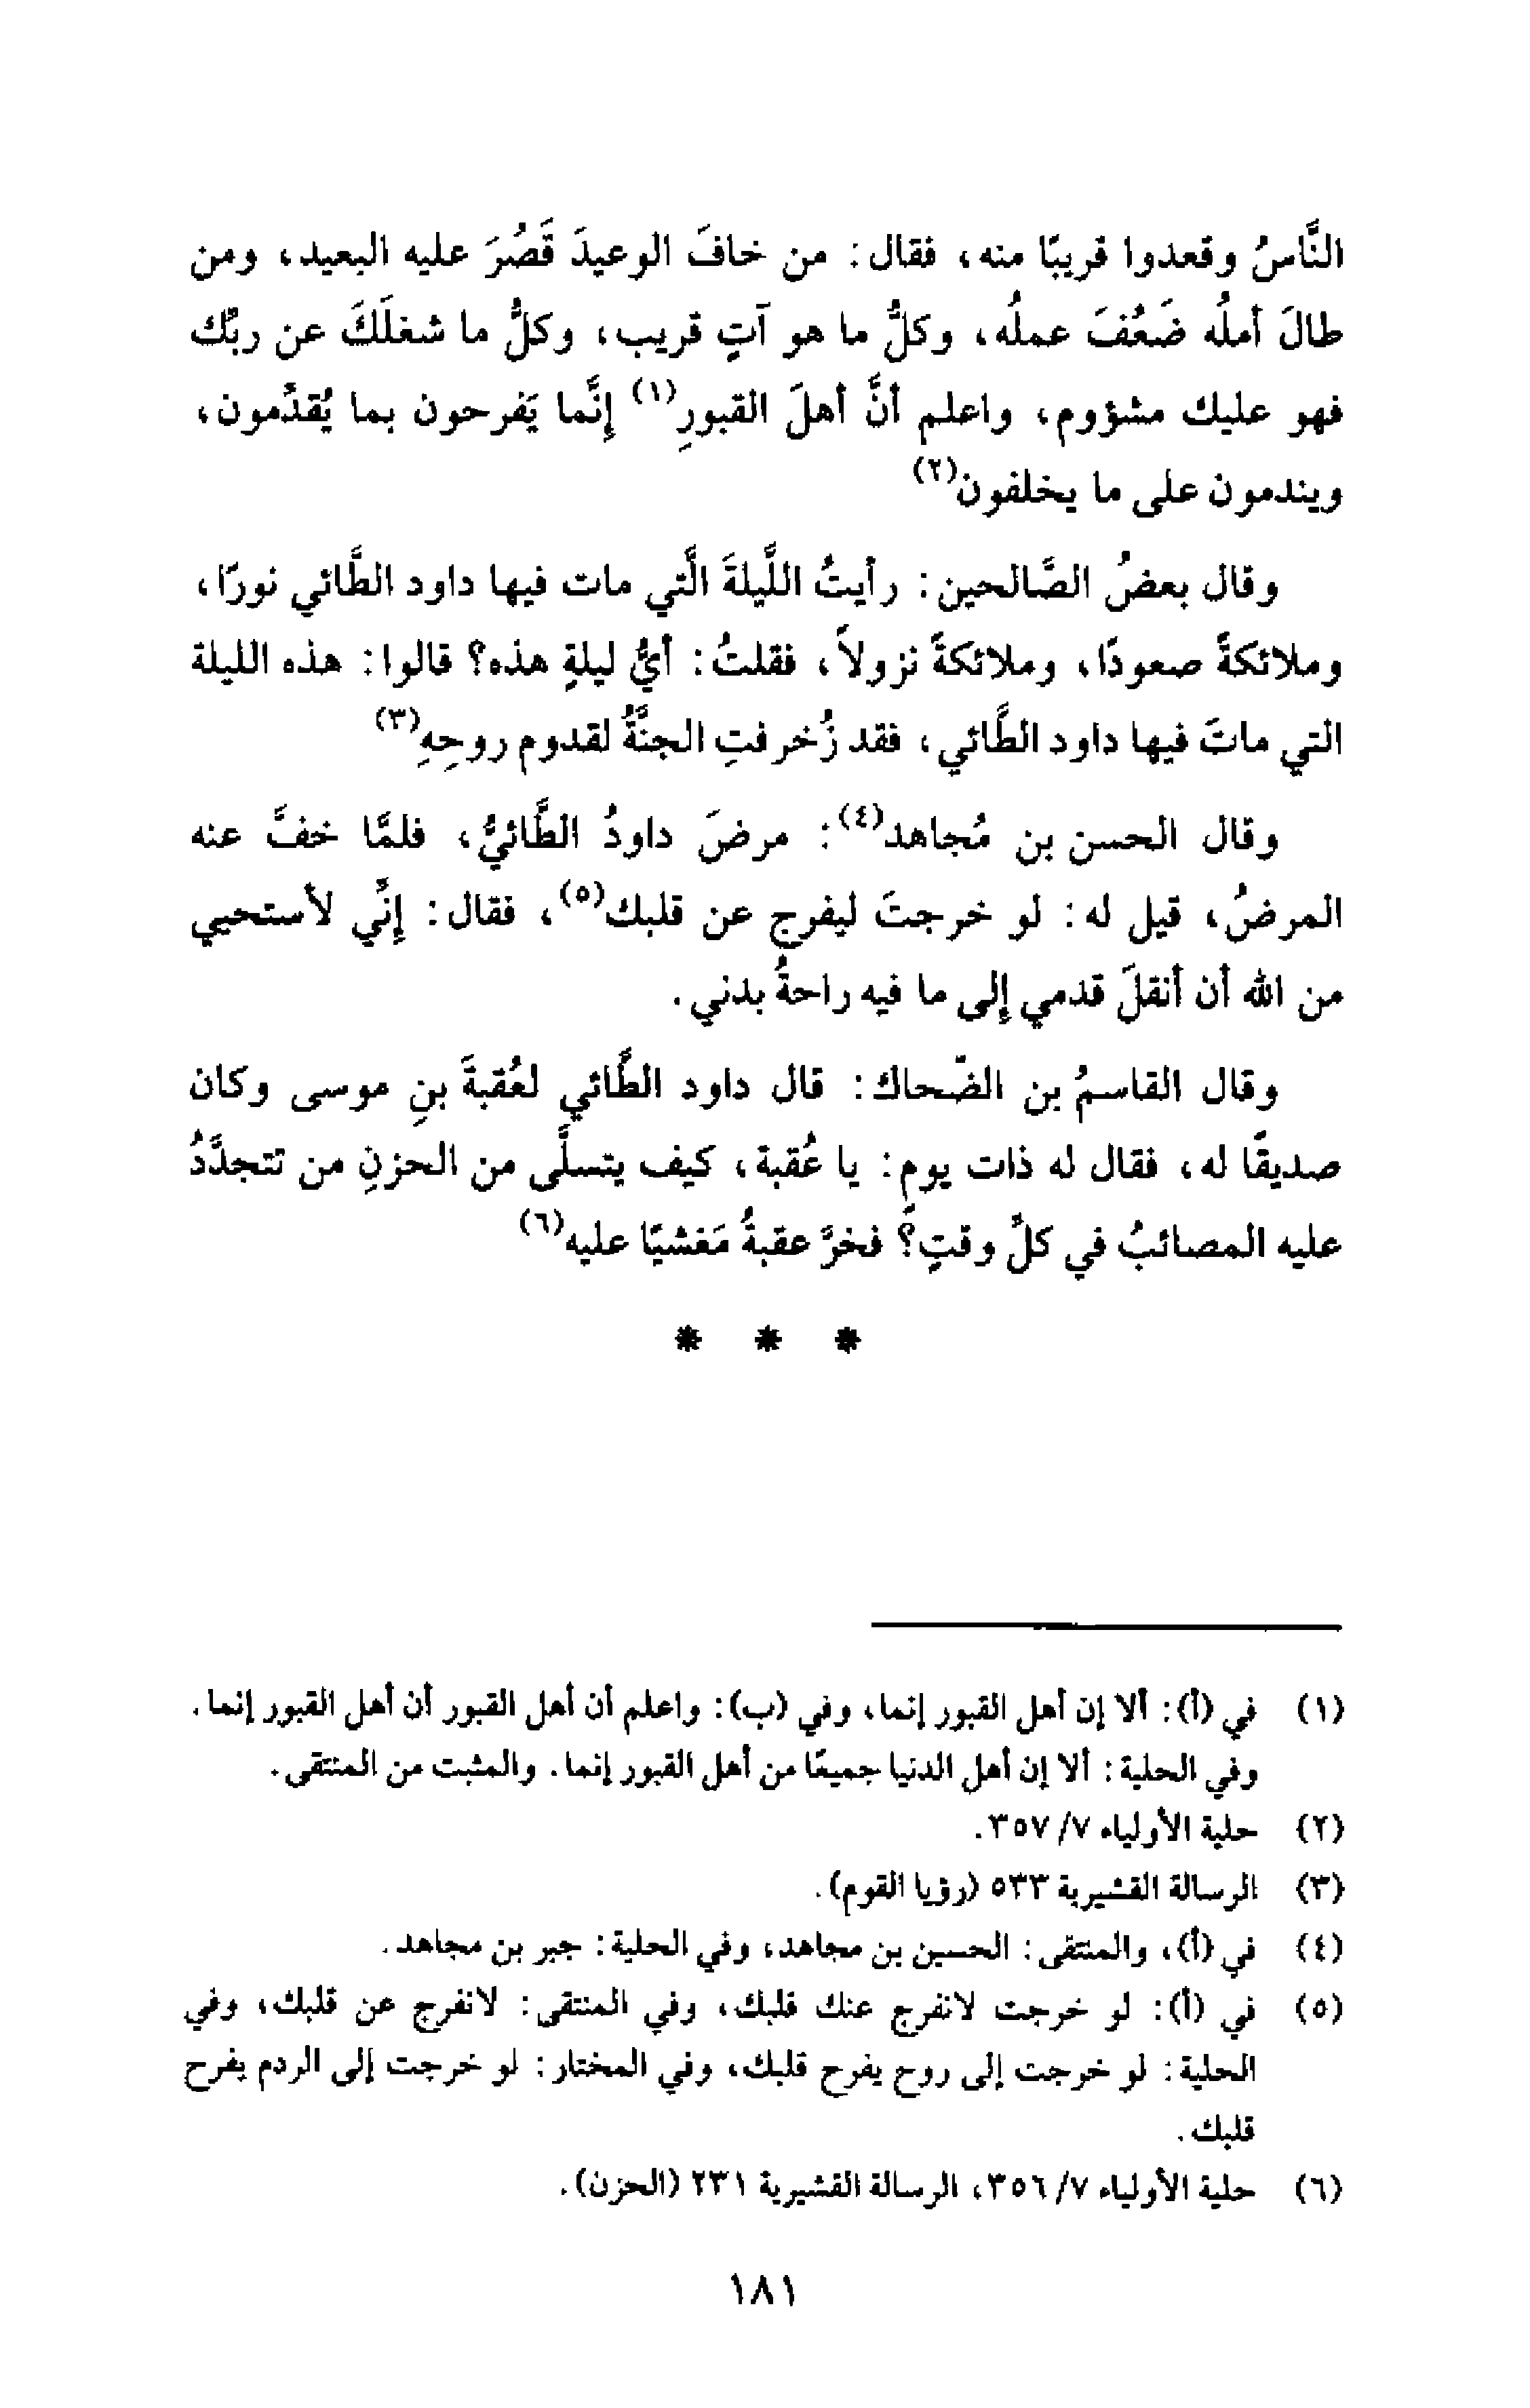 النَّاسُ وقعدوا قريبًا منه، فقال: من خافَ الوعيدَ قَصُرَ عليه البعيد، ومن
طالَ أملُه ضَعُفَ عملُه، وكلُّ ما هو آتٍ قريب، وكلُّ ما شغلَكَ عن ربِّك
فهو عليك مشؤوم، واعلم أنَّ أهلَ القبورِ(١) إنَّما يَفرحون بما يُقدِّمون،
ويندمون على ما يخلفون(٢)
وقال بعضُ الصَّالحين: رأيتُ اللَّيلةَ الَّتي مات فيها داود الطَّائي نورًا،
وملائكةً صعودًا، وملائكةً نزولاً، فقلتُ: أيُّ ليلةٍ هذه؟ قالوا: هذه الليلة
التي ماتَ فيها داود الطَّائي، فقد زُخرفتِ الجنَّةُ لقدوم روحِهِ(٣)
وقال الحسن بن مُجاهد(٤): مرضَ داودُ الطَّائيُّ، فلمَّا خفَّ عنه
المرضُ، قيل له: لو خرجتَ ليفرج عن قلبك(٥)، فقال: إنِّي لأستحيي
من الله أن أنقلَ قدمي إلى ما فيه راحةُ بدني.
وقال القاسمُ بن الضّحاك: قال داود الطَّائي لعُقبةَ بنِ موسى وكان
صديقًا له، فقال له ذات يوم: يا عُقبة، كيف يتسلَّى من الحزنِ من تتجدَّدُ
عليه المصائبُ في كلِّ وقتٍ؟ فخرَّ عقبةُ مَغشيًا عليه(٦)
* * *
(١) في (أ): ألا إن أهل القبور إنما، وفي (ب): واعلم أن أهل القبور أن أهل القبور إنما.
وفي الحلية: ألا إن أهل الدنيا جميعًا من أهل القبور إنما. والمثبت من المنتقى.
(٢) حلية الأولياء ٧/ ٣٥٧.
(٣) الرسالة القشيرية ٥٣٣ (رؤيا القوم).
(٤) في (أ)، والمنتقى: الحسين بن مجاهد، وفي الحلية: جبر بن مجاهد.
(٥) في (أ): لو خرجت لانفرج عنك قلبك، وفي المنتقى: لانفرج عن قلبك، وفي
الحلية: لو خرجت إلى روح يفرح قلبك، وفي المختار: لو خرجت إلى الردم يفرح
قلبك.
(٦) حلية الأولياء ٧/ ٣٥٦، الرسالة القشيرية ٢٣١ (الحزن).
١٨١